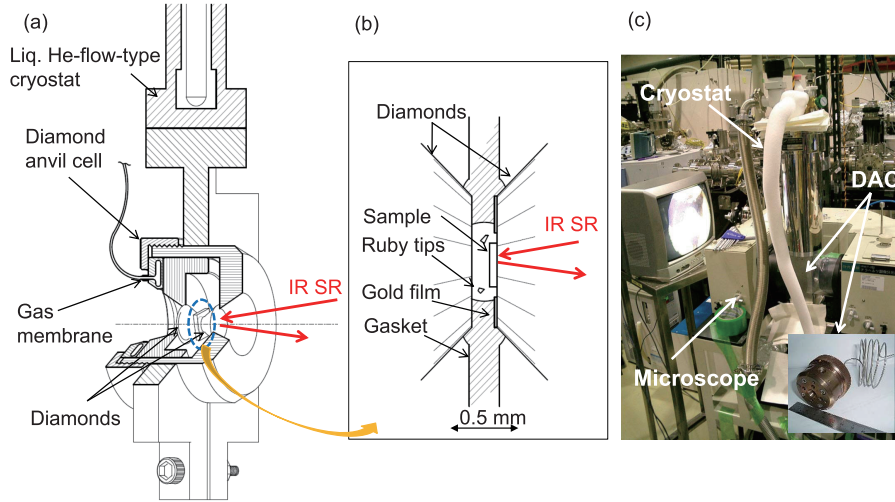 (a)
Liq. He-flow-type
cryostat
Diamond
anvil cell
Gas
membrane
Diamonds
IR SR
(b)
Diamonds
Sample
Ruby tips
Gold film
Gasket
IR SR
0.5 mm
(c)
Cryostat
DAC
Microscope